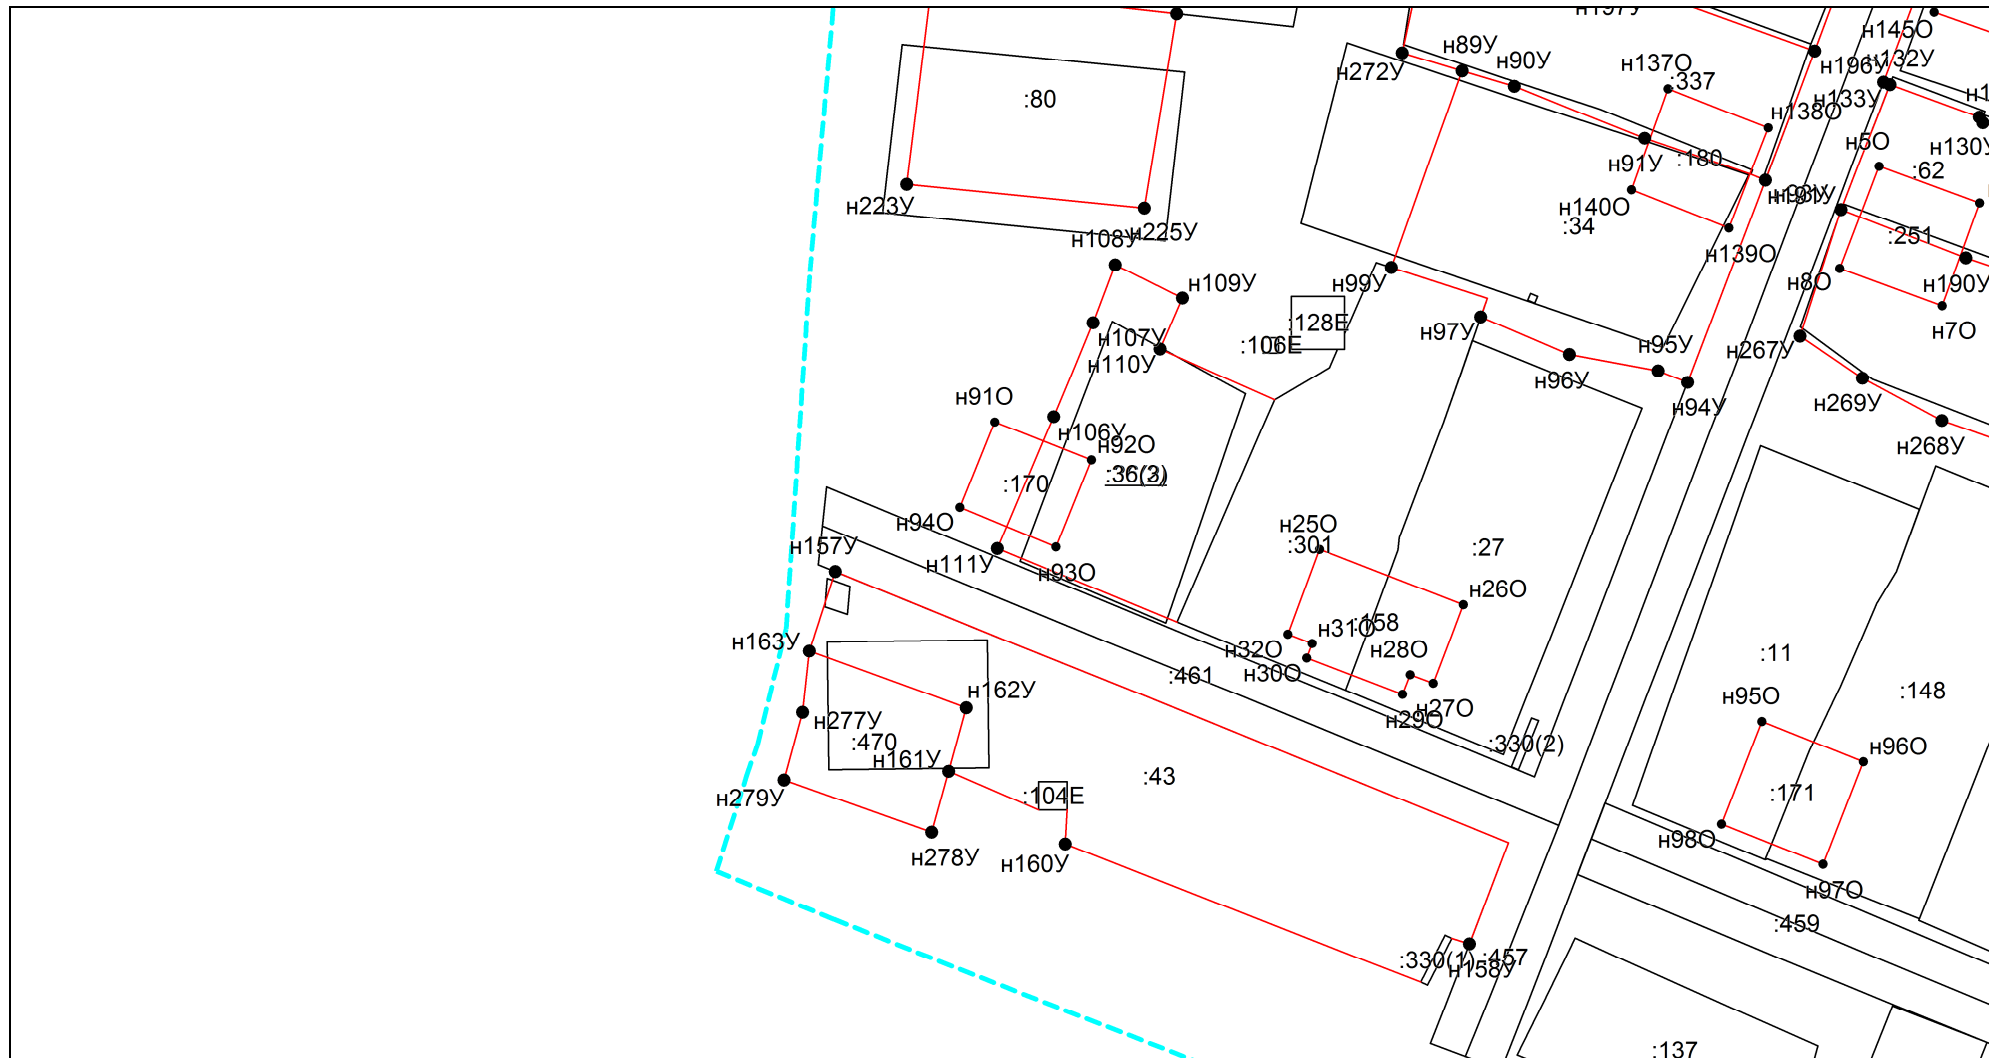 н197У
н145О
н89У
н90У
н272У
н137О
:337
н196У
н132У
н133У
:80
н138О
н5О
н130У
н91У
:180
:62
н223У
н225У
н140О
:34
н191У
н108У
:251
н139О
н109У
н99У
н8О
н190У
:128Е
н97У
н7О
н107У
:106Е
н95У
н267У
н110У
н96У
н94У
н269У
н91О
н106У
н92О
н268У
:170
н94О
н25О
:301
:27
н157У
н111У
н93О
н26О
н31О
:158
н163У
н32О
н28О
н30О
:461
:11
н162У
:148
н277У
н27О
н29О
н95О
:470
н161У
:330(2)
н96О
:43
н279У
:104Е
:171
н278У
н160У
н98О
н97О
:459
:330(1)
:457
н158У
:137